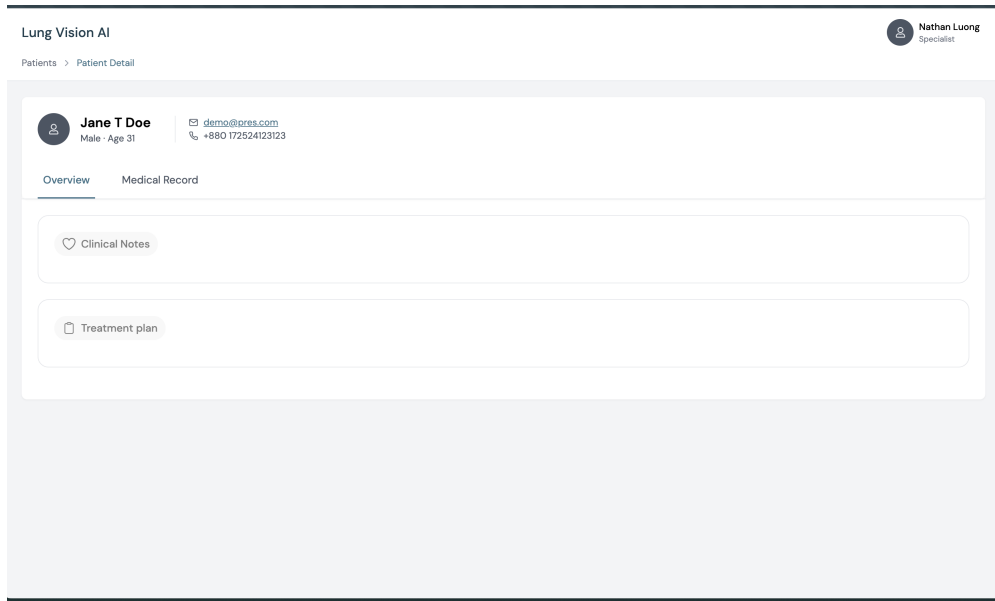 Lung Vision AI
Nathan Luong
Specialist
Patients > Patient Detail
Jane T Doe
Male · Age 31
demo@pres.com
+880 172524123123
Overview
Medical Record
Clinical Notes
Treatment plan